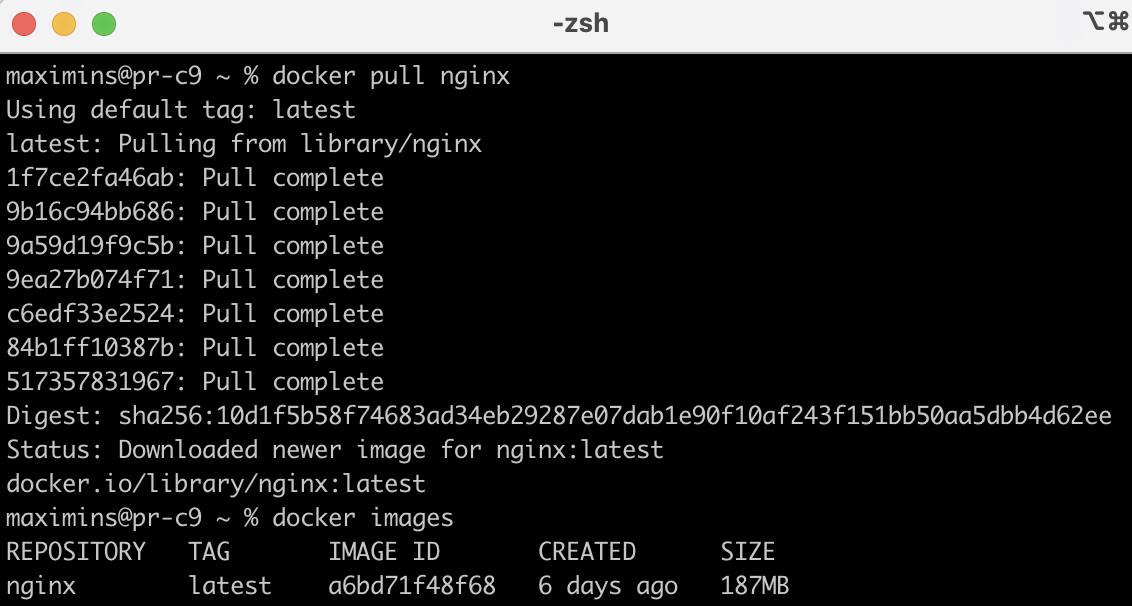 -zsh
⌥⌘
maximins@pr-c9 ~ % docker pull nginx
Using default tag: latest
latest: Pulling from library/nginx
1f7ce2fa46ab: Pull complete
9b16c94bb686: Pull complete
9a59d19f9c5b: Pull complete
9ea27b074f71: Pull complete
c6edf33e2524: Pull complete
84b1ff10387b: Pull complete
517357831967: Pull complete
Digest: sha256:10d1f5b58f74683ad34eb29287e07dab1e90f10af243f151bb50aa5dbb4d62ee
Status: Downloaded newer image for nginx:latest
docker.io/library/nginx:latest
maximins@pr-c9 ~ % docker images
REPOSITORY   TAG       IMAGE ID       CREATED      SIZE
nginx        latest    a6bd71f48f68   6 days ago   187MB